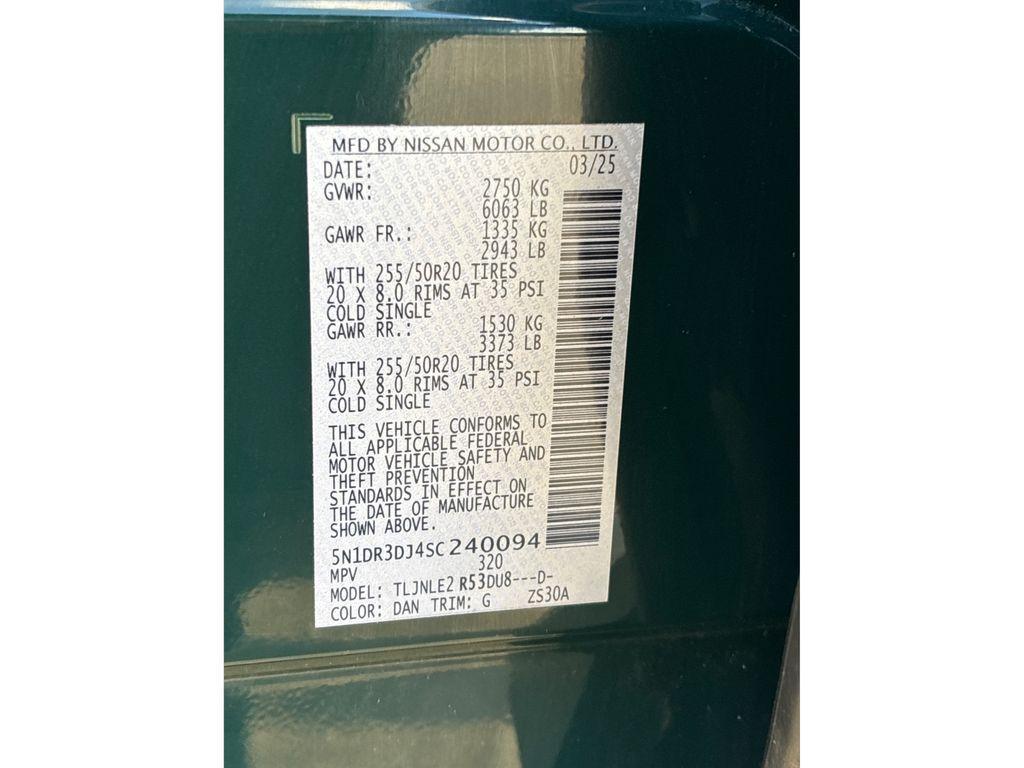 MFD BY NISSAN MOTOR CO., LTD.
DATE: 03/25
GVWR: 2750 KG
6063 LB
GAWR FR.: 1335 KG
2943 LB
WITH 255/50R20 TIRES
20 X 8.0 RIMS AT 35 PSI
COLD SINGLE
GAWR RR.: 1530 KG
3373 LB
WITH 255/50R20 TIRES
20 X 8.0 RIMS AT 35 PSI
COLD SINGLE
THIS VEHICLE CONFORMS TO
ALL APPLICABLE FEDERAL
MOTOR VEHICLE SAFETY AND
THEFT PREVENTION
STANDARDS IN EFFECT ON
THE DATE OF MANUFACTURE
SHOWN ABOVE.
5N1DR3DJ4SC240094
MPV 320
MODEL: TLJNLE2 R53DU8---D-
COLOR: DAN TRIM: G ZS30A